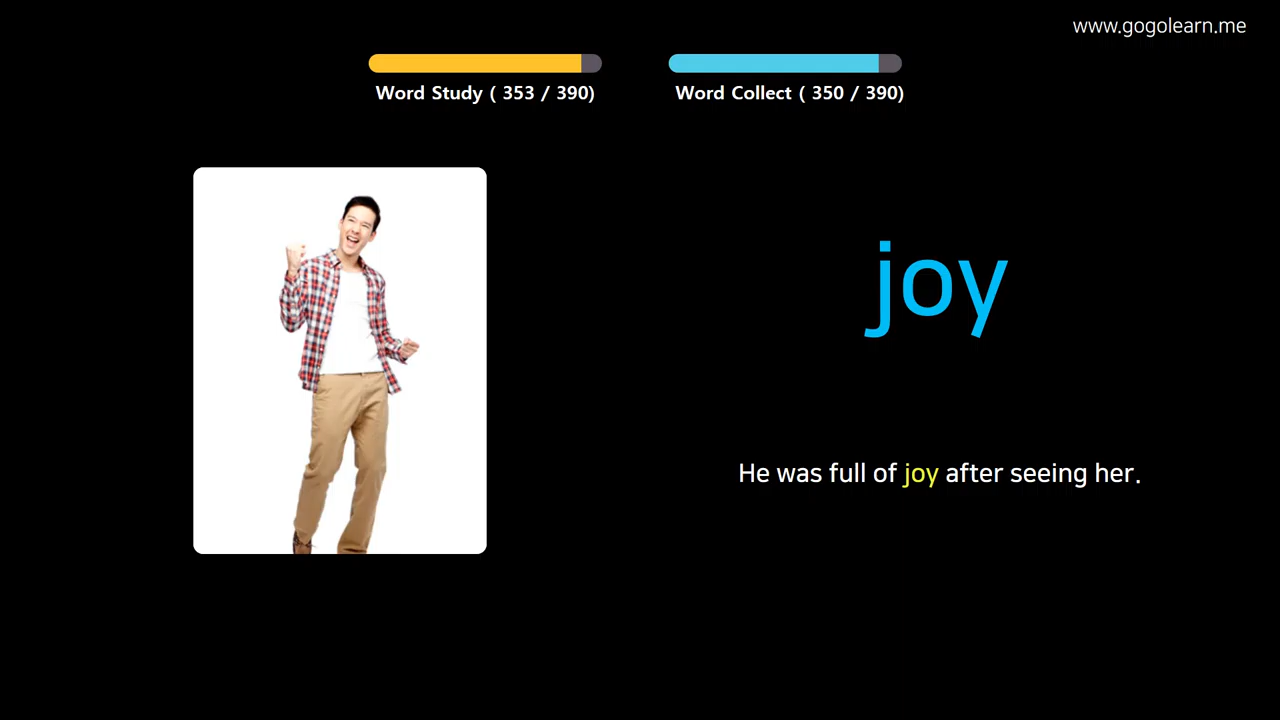 www.gogolearn.me
Word Study ( 353 / 390)
Word Collect ( 350 / 390)
joy
He was full of joy after seeing her.